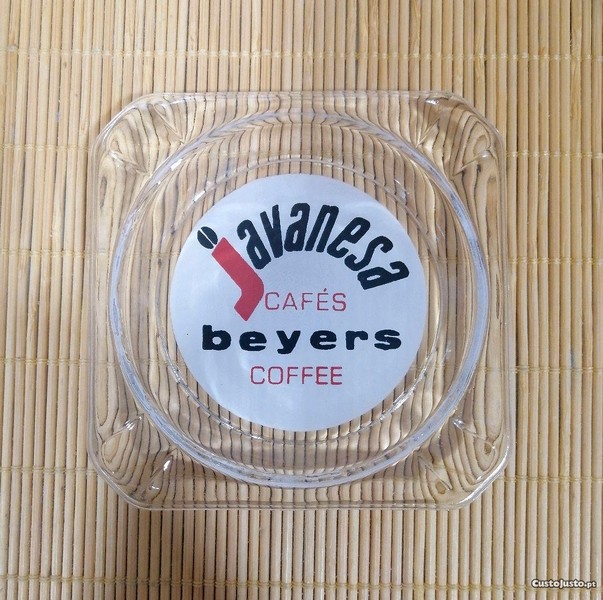 javanesa
CAFÉS
beyers
COFFEE
CustoJusto.pt